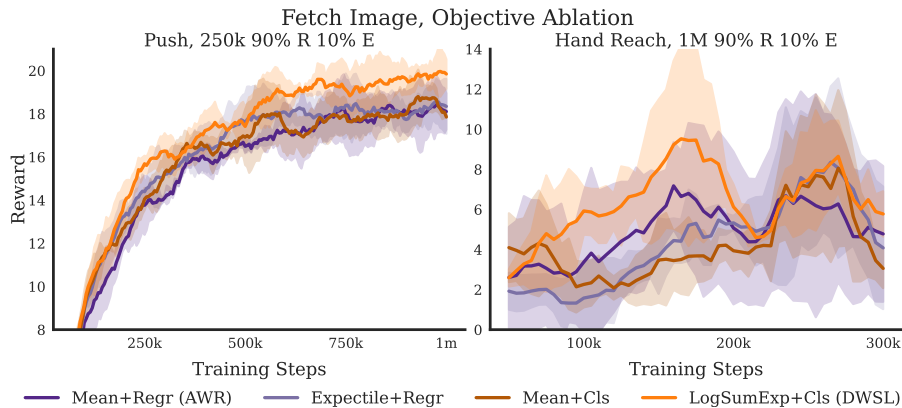 Fetch Image, Objective Ablation
Push, 250k 90% R 10% E
Hand Reach, 1M 90% R 10% E
Reward
20
18
16
14
12
10
8
250k
500k
750k
1m
Training Steps
14
12
10
8
6
4
2
0
100k
200k
300k
Training Steps
Mean+Regr (AWR)
Expectile+Regr
Mean+Cls
LogSumExp+Cls (DWSL)